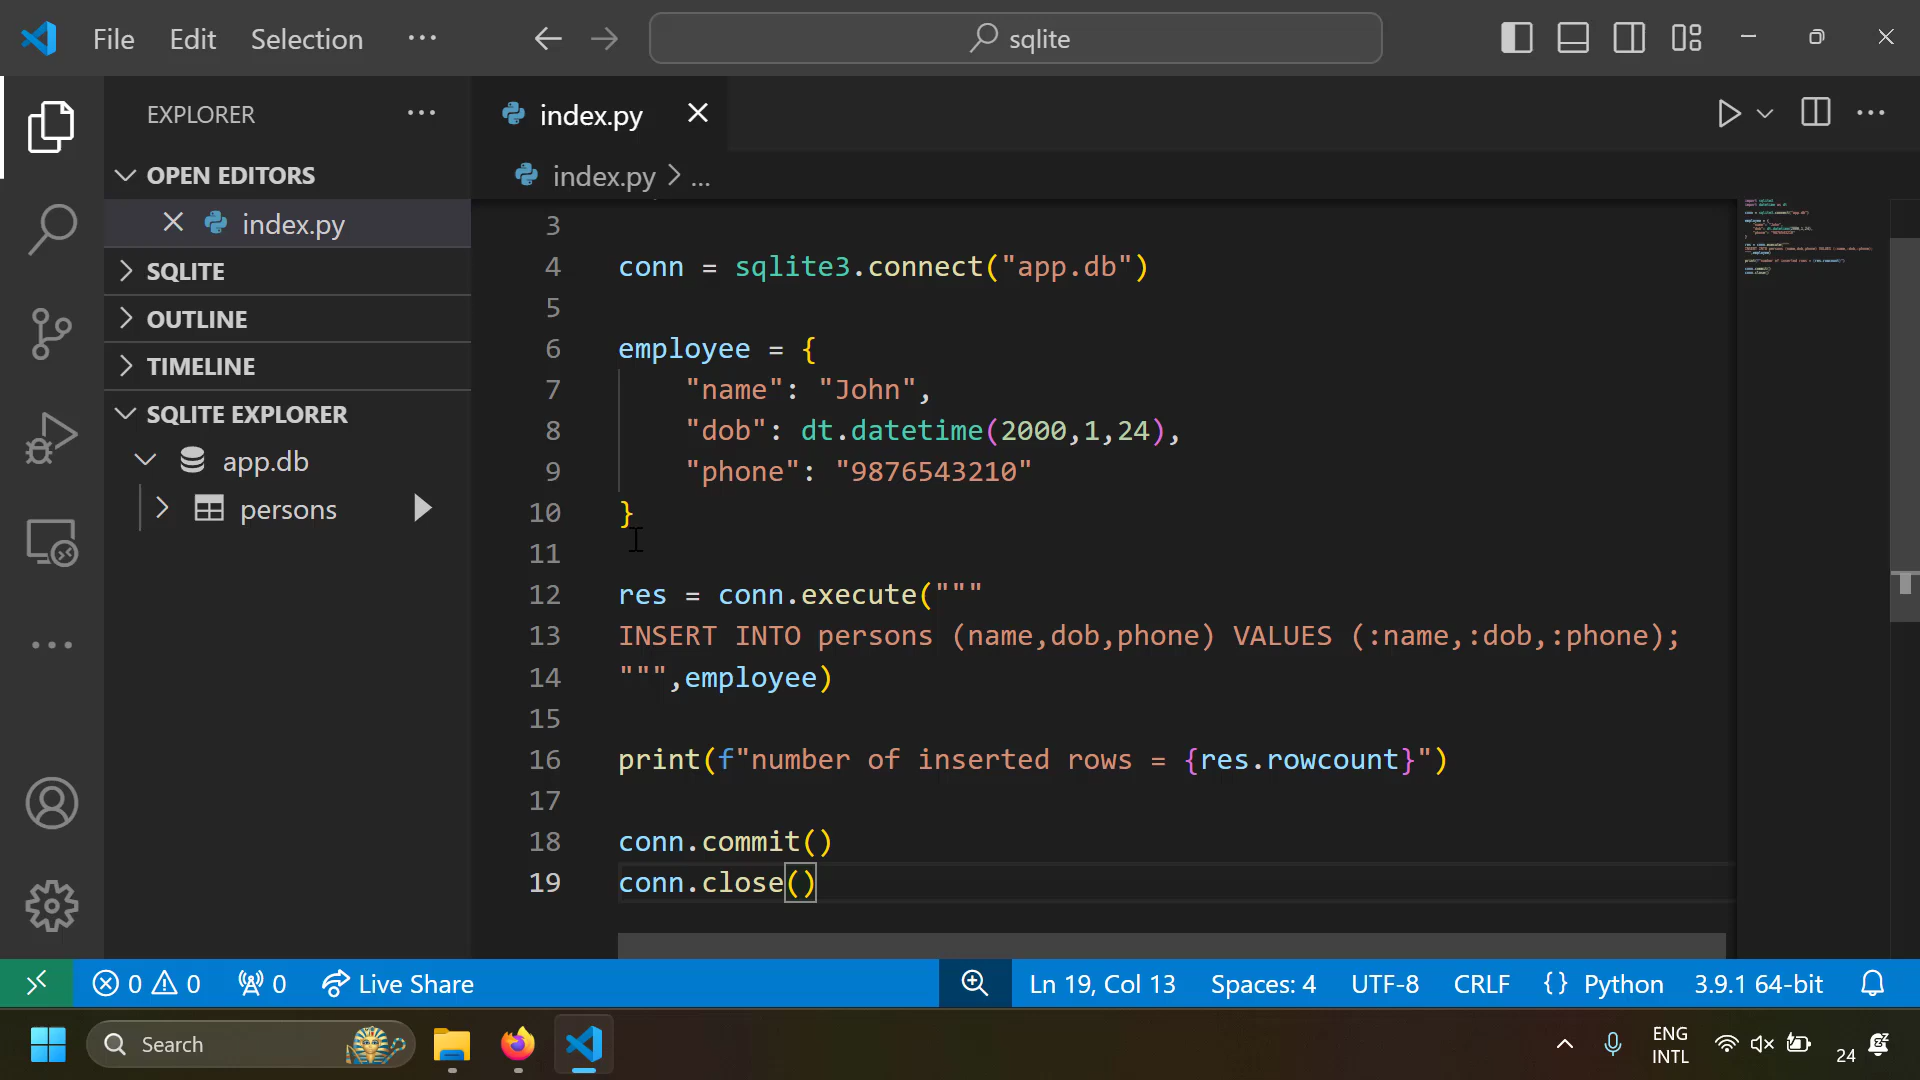 File Edit Selection ...
sqlite
EXPLORER ...
index.py
OPEN EDITORS
index.py
SQLITE
OUTLINE
TIMELINE
SQLITE EXPLORER
app.db
persons
index.py > ...
3
4 conn = sqlite3.connect("app.db")
5
6 employee = {
7 "name": "John",
8 "dob": dt.datetime(2000,1,24),
9 "phone": "9876543210"
10 }
11
12 res = conn.execute("""
13 INSERT INTO persons (name,dob,phone) VALUES (:name,:dob,:phone);
14 """,employee)
15
16 print(f"number of inserted rows = {res.rowcount}")
17
18 conn.commit()
19 conn.close()
0 0 0 Live Share Ln 19, Col 13 Spaces: 4 UTF-8 CRLF {} Python 3.9.1 64-bit
Search
ENG
INTL
24